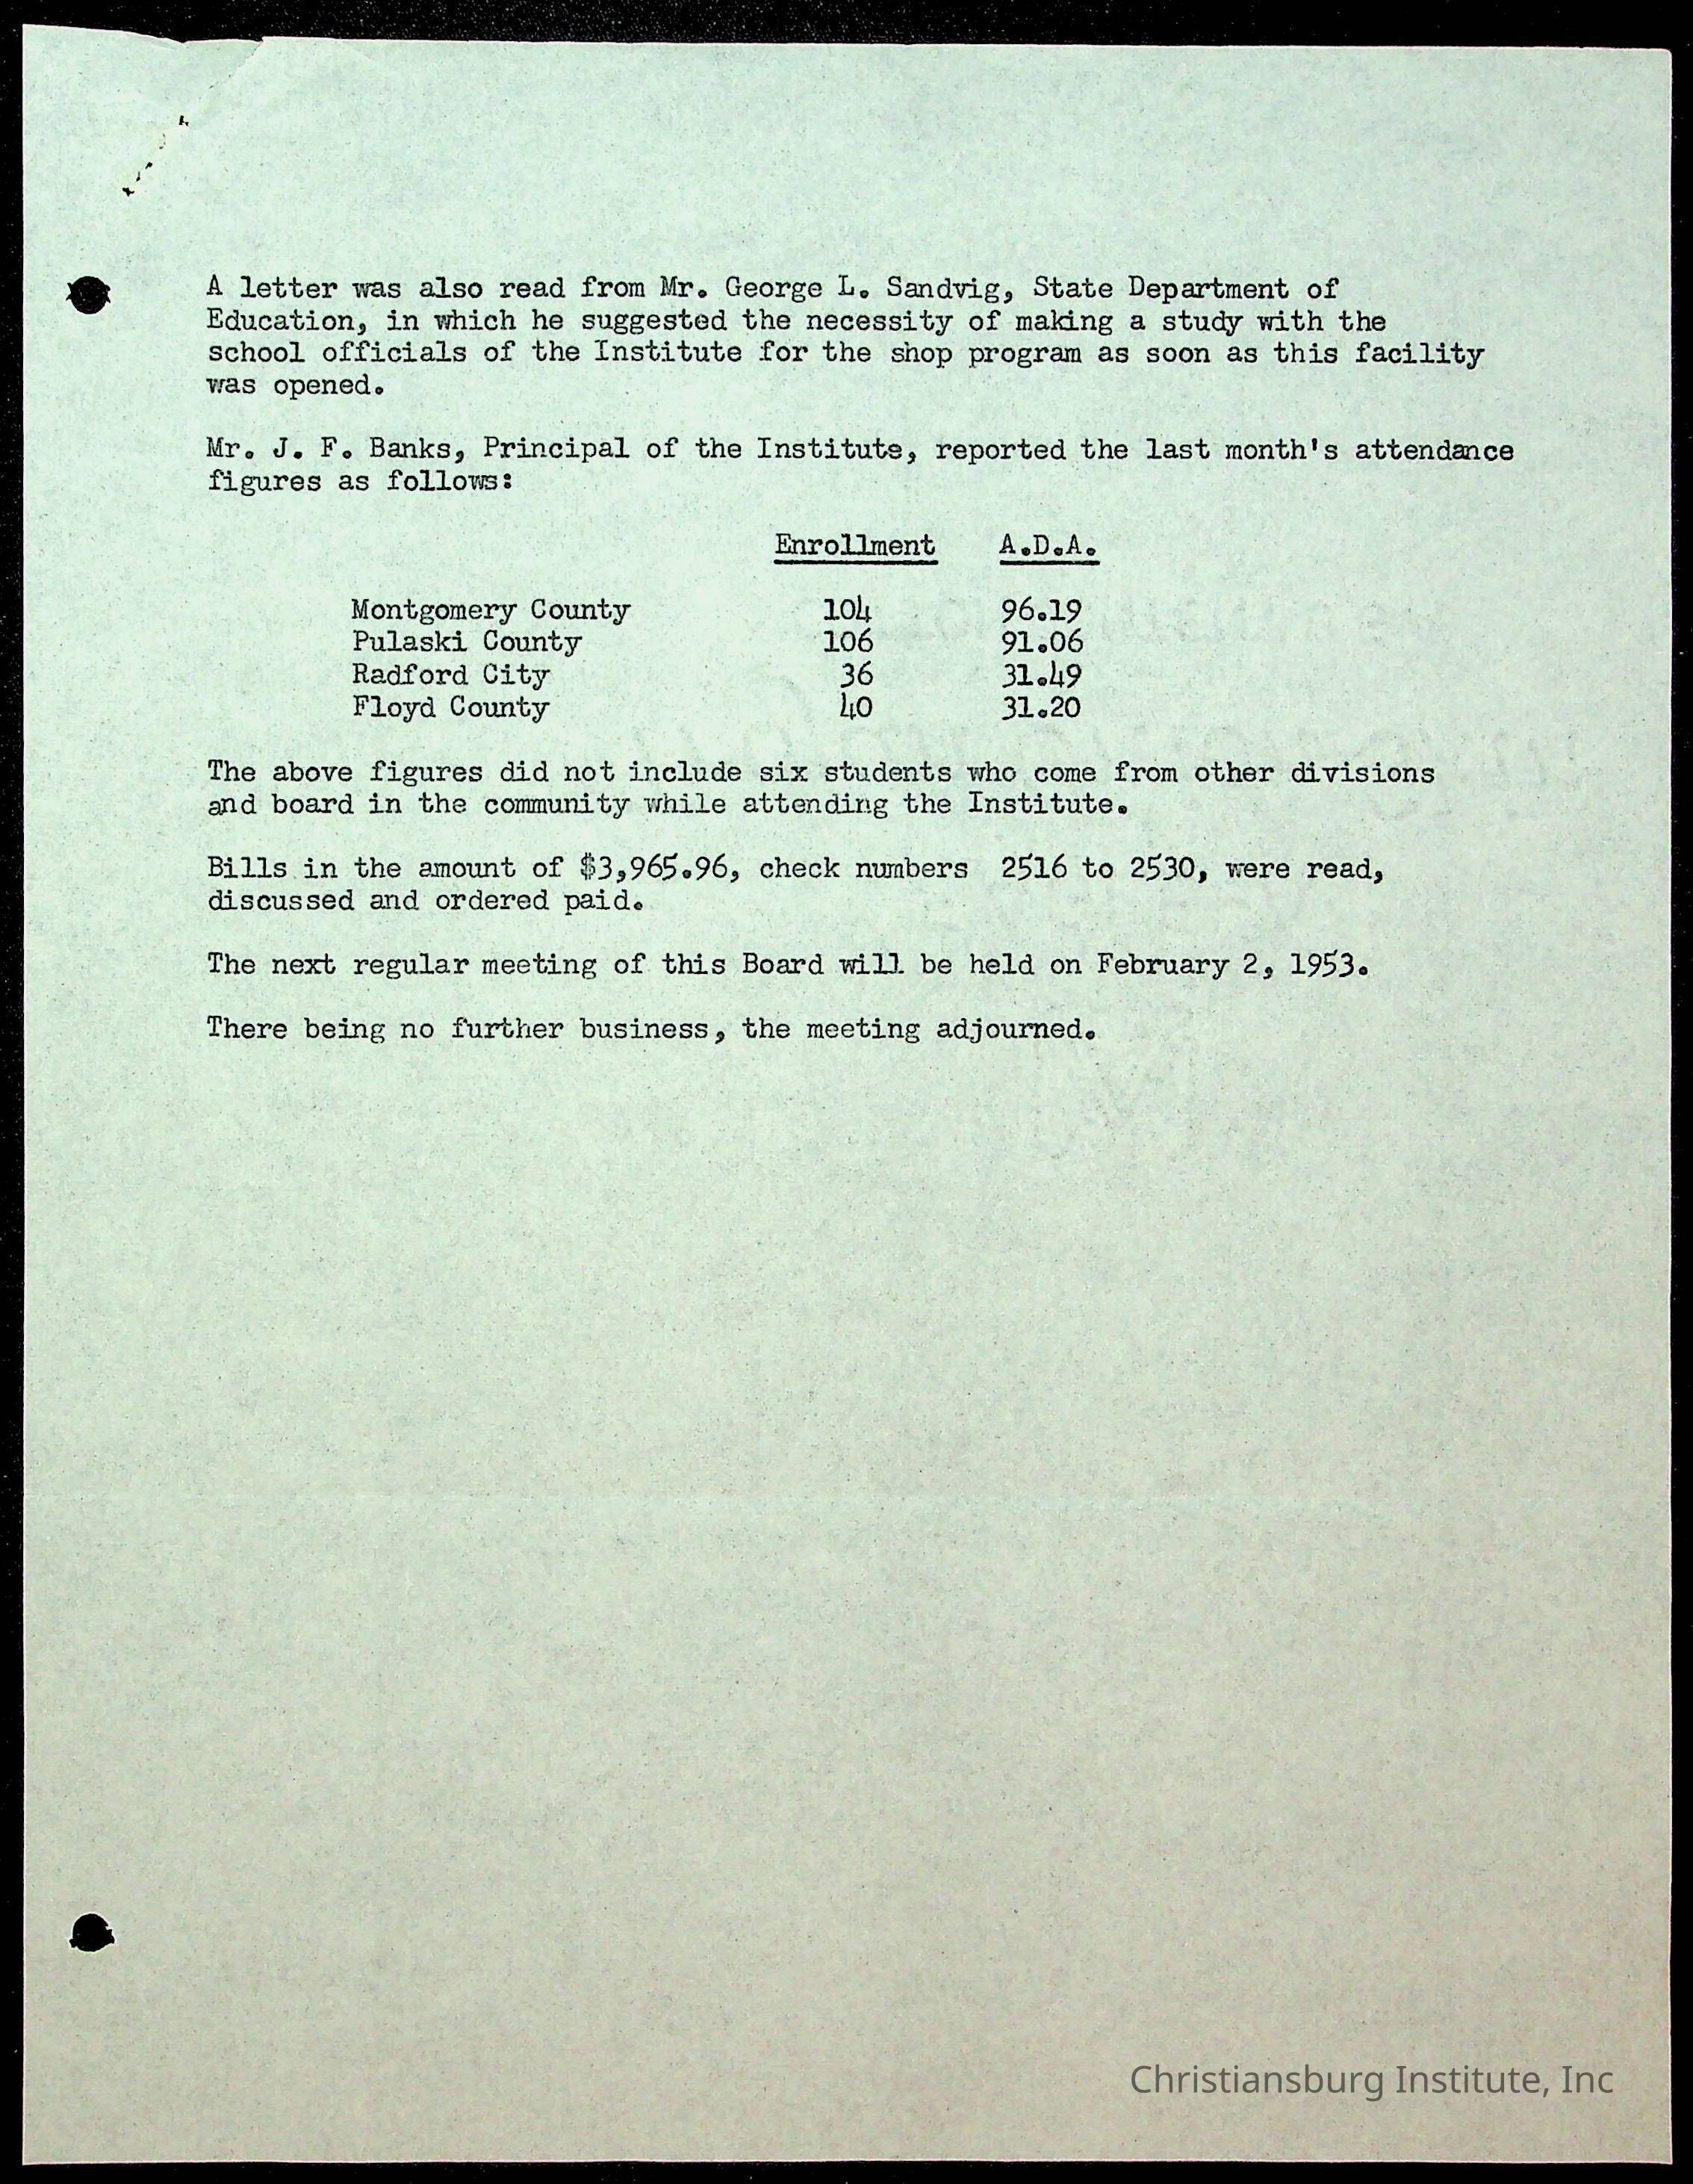 A letter was also read from Mr. George L. Sandvig, State Department of
Education, in which he suggested the necessity of making a study with the
school officials of the Institute for the shop program as soon as this facility
was opened.
Mr. J. F. Banks, Principal of the Institute, reported the last month's attendance
figures as follows:
Enrollment A.D.A.
Montgomery County 104 96.19
Pulaski County 106 91.06
Radford City 36 31.49
Floyd County 40 31.20
The above figures did not include six students who come from other divisions
and board in the community while attending the Institute.
Bills in the amount of $3,965.96, check numbers 2516 to 2530, were read,
discussed and ordered paid.
The next regular meeting of this Board will be held on February 2, 1953.
There being no further business, the meeting adjourned.
Christiansburg Institute, Inc